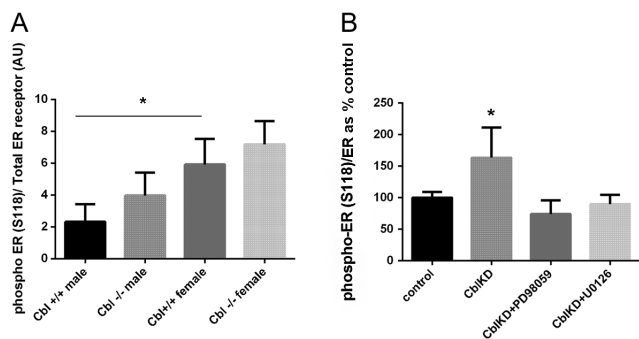 A
phospho ER (S118)/ Total ER receptor (AU)
10
8
6
4
2
0
*
Cbl +/+ male
Cbl -/- male
Cbl+/+ female
Cbl -/- female
B
phospho-ER (S118)/ER as % control
250
200
150
100
50
0
*
control
CblKD
CblKD+PD98059
CblKD+U0126